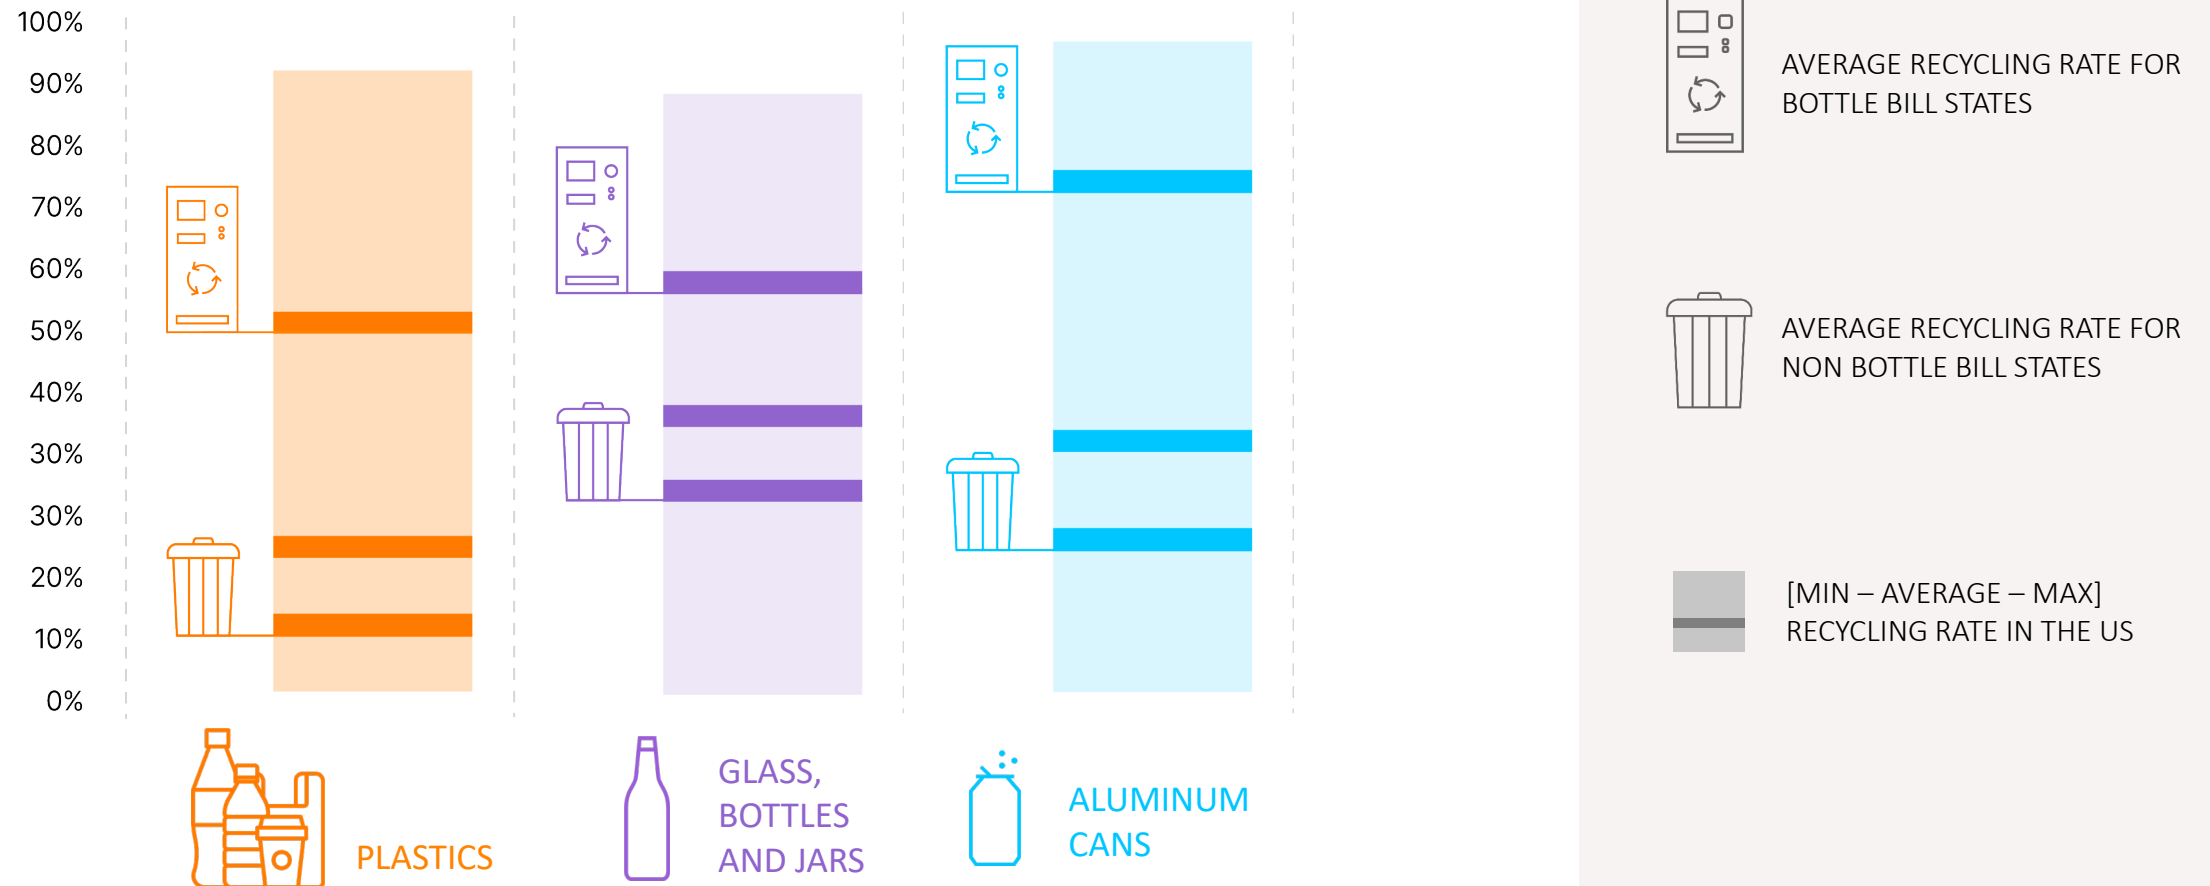 100%
90%
80%
70%
60%
50%
40%
30%
30%
20%
10%
0%
PLASTICS
GLASS,
BOTTLES
AND JARS
ALUMINUM
CANS
AVERAGE RECYCLING RATE FOR
BOTTLE BILL STATES
AVERAGE RECYCLING RATE FOR
NON BOTTLE BILL STATES
[MIN – AVERAGE – MAX]
RECYCLING RATE IN THE US